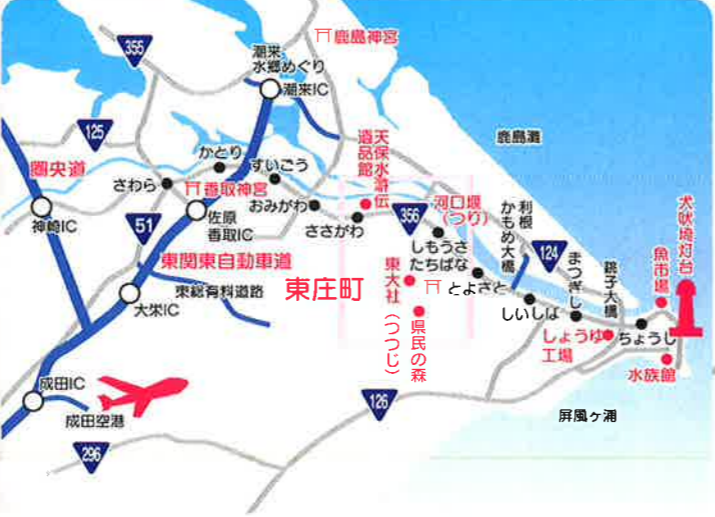 355
鹿島神宮
潮来
水郷めぐり
潮来IC
125
鹿島灘
圏央道
かとり
すいごう
天保水滸伝
遺品館
さわら
香取神宮
おみがわ
356
河口堰
(つり)
利根
かもめ大橋
犬吠埼灯台
神崎IC
51
佐原
香取IC
ささがわ
しもうさ
たちばな
124
まつぎし
銚子大橋
魚市場
東関東自動車道
東庄町
東大社
(つつじ)
とよさと
大栄IC
東総有料道路
県民の森
しいしば
しょうゆ
工場
ちょうし
水族館
成田IC
成田空港
126
屏風ヶ浦
296